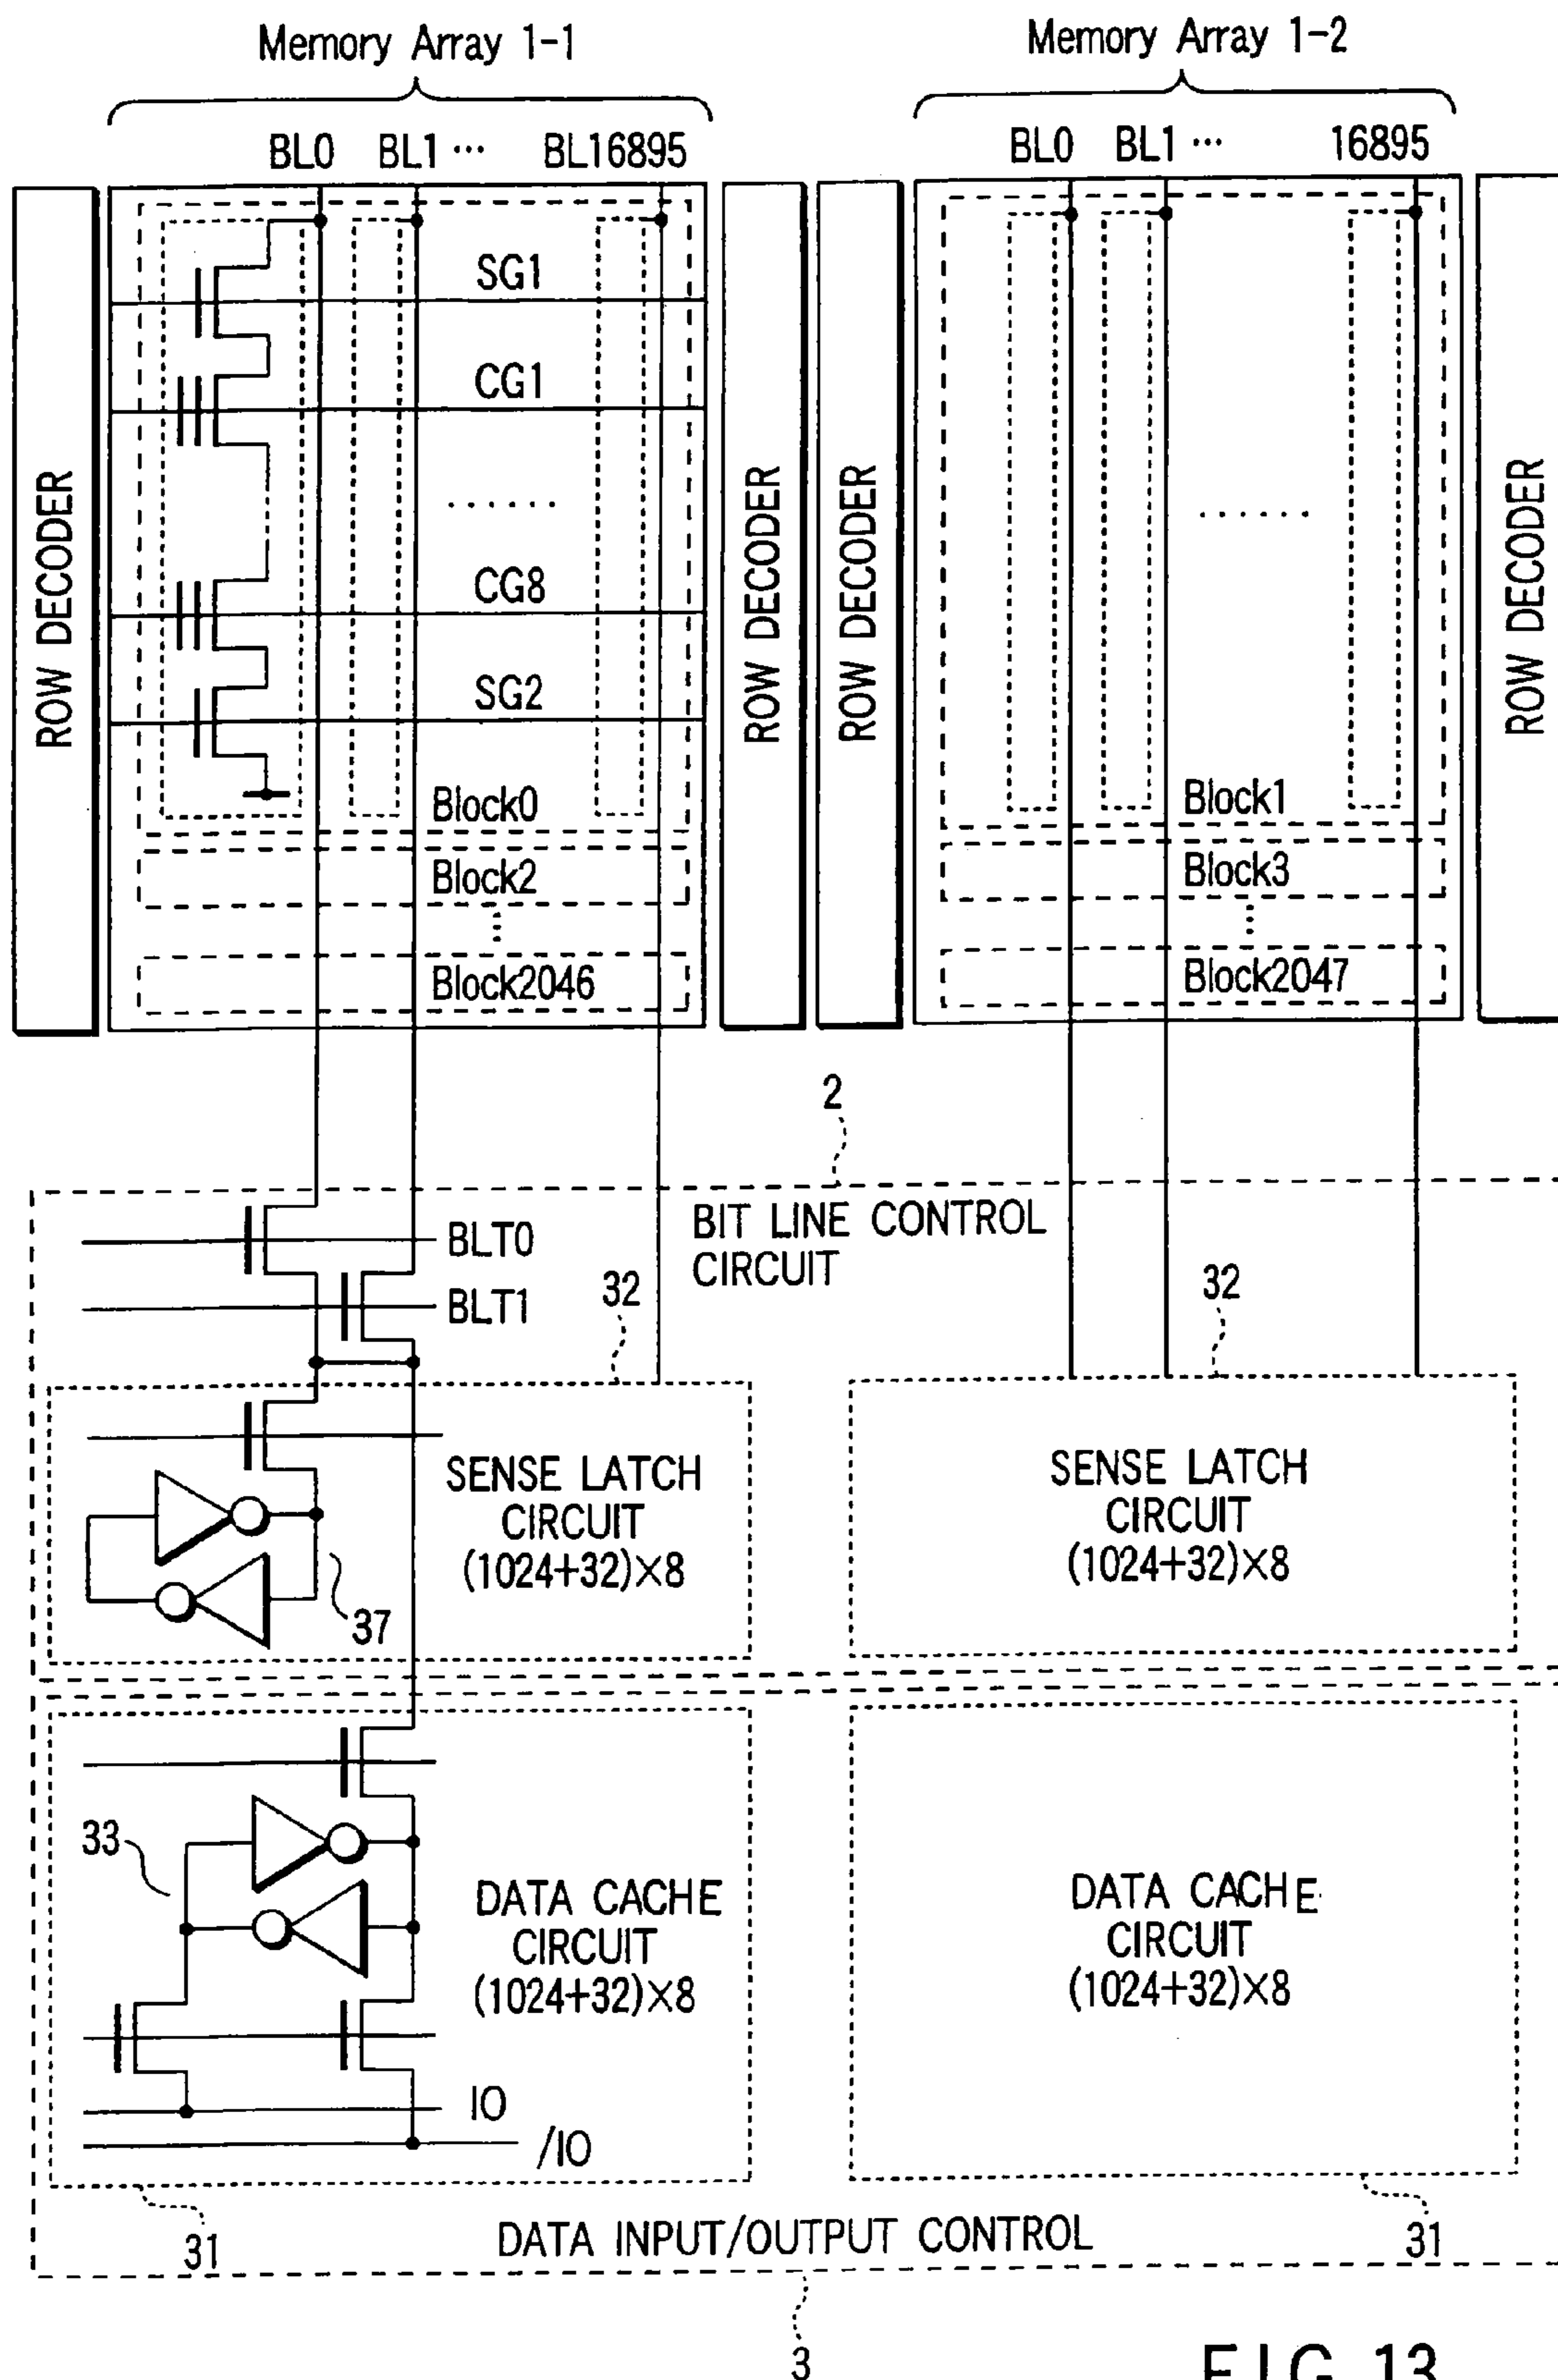 Memory Array 1-1
Memory Array 1-2
BL0 BL1 ··· BL16895
BL0 BL1 ··· 16895
ROW DECODER
SG1
CG1
·······
CG8
SG2
Block0
Block2
Block2046
ROW DECODER
ROW DECODER
·······
Block1
Block3
Block2047
ROW DECODER
2
BIT LINE CONTROL
CIRCUIT
BLT0
BLT1
32
32
SENSE LATCH
CIRCUIT
(1024+32)×8
37
SENSE LATCH
CIRCUIT
(1024+32)×8
33
DATA CACHE
CIRCUIT
(1024+32)×8
IO
/IO
DATA CACHE
CIRCUIT
(1024+32)×8
31
DATA INPUT/OUTPUT CONTROL
31
3
FIG. 13